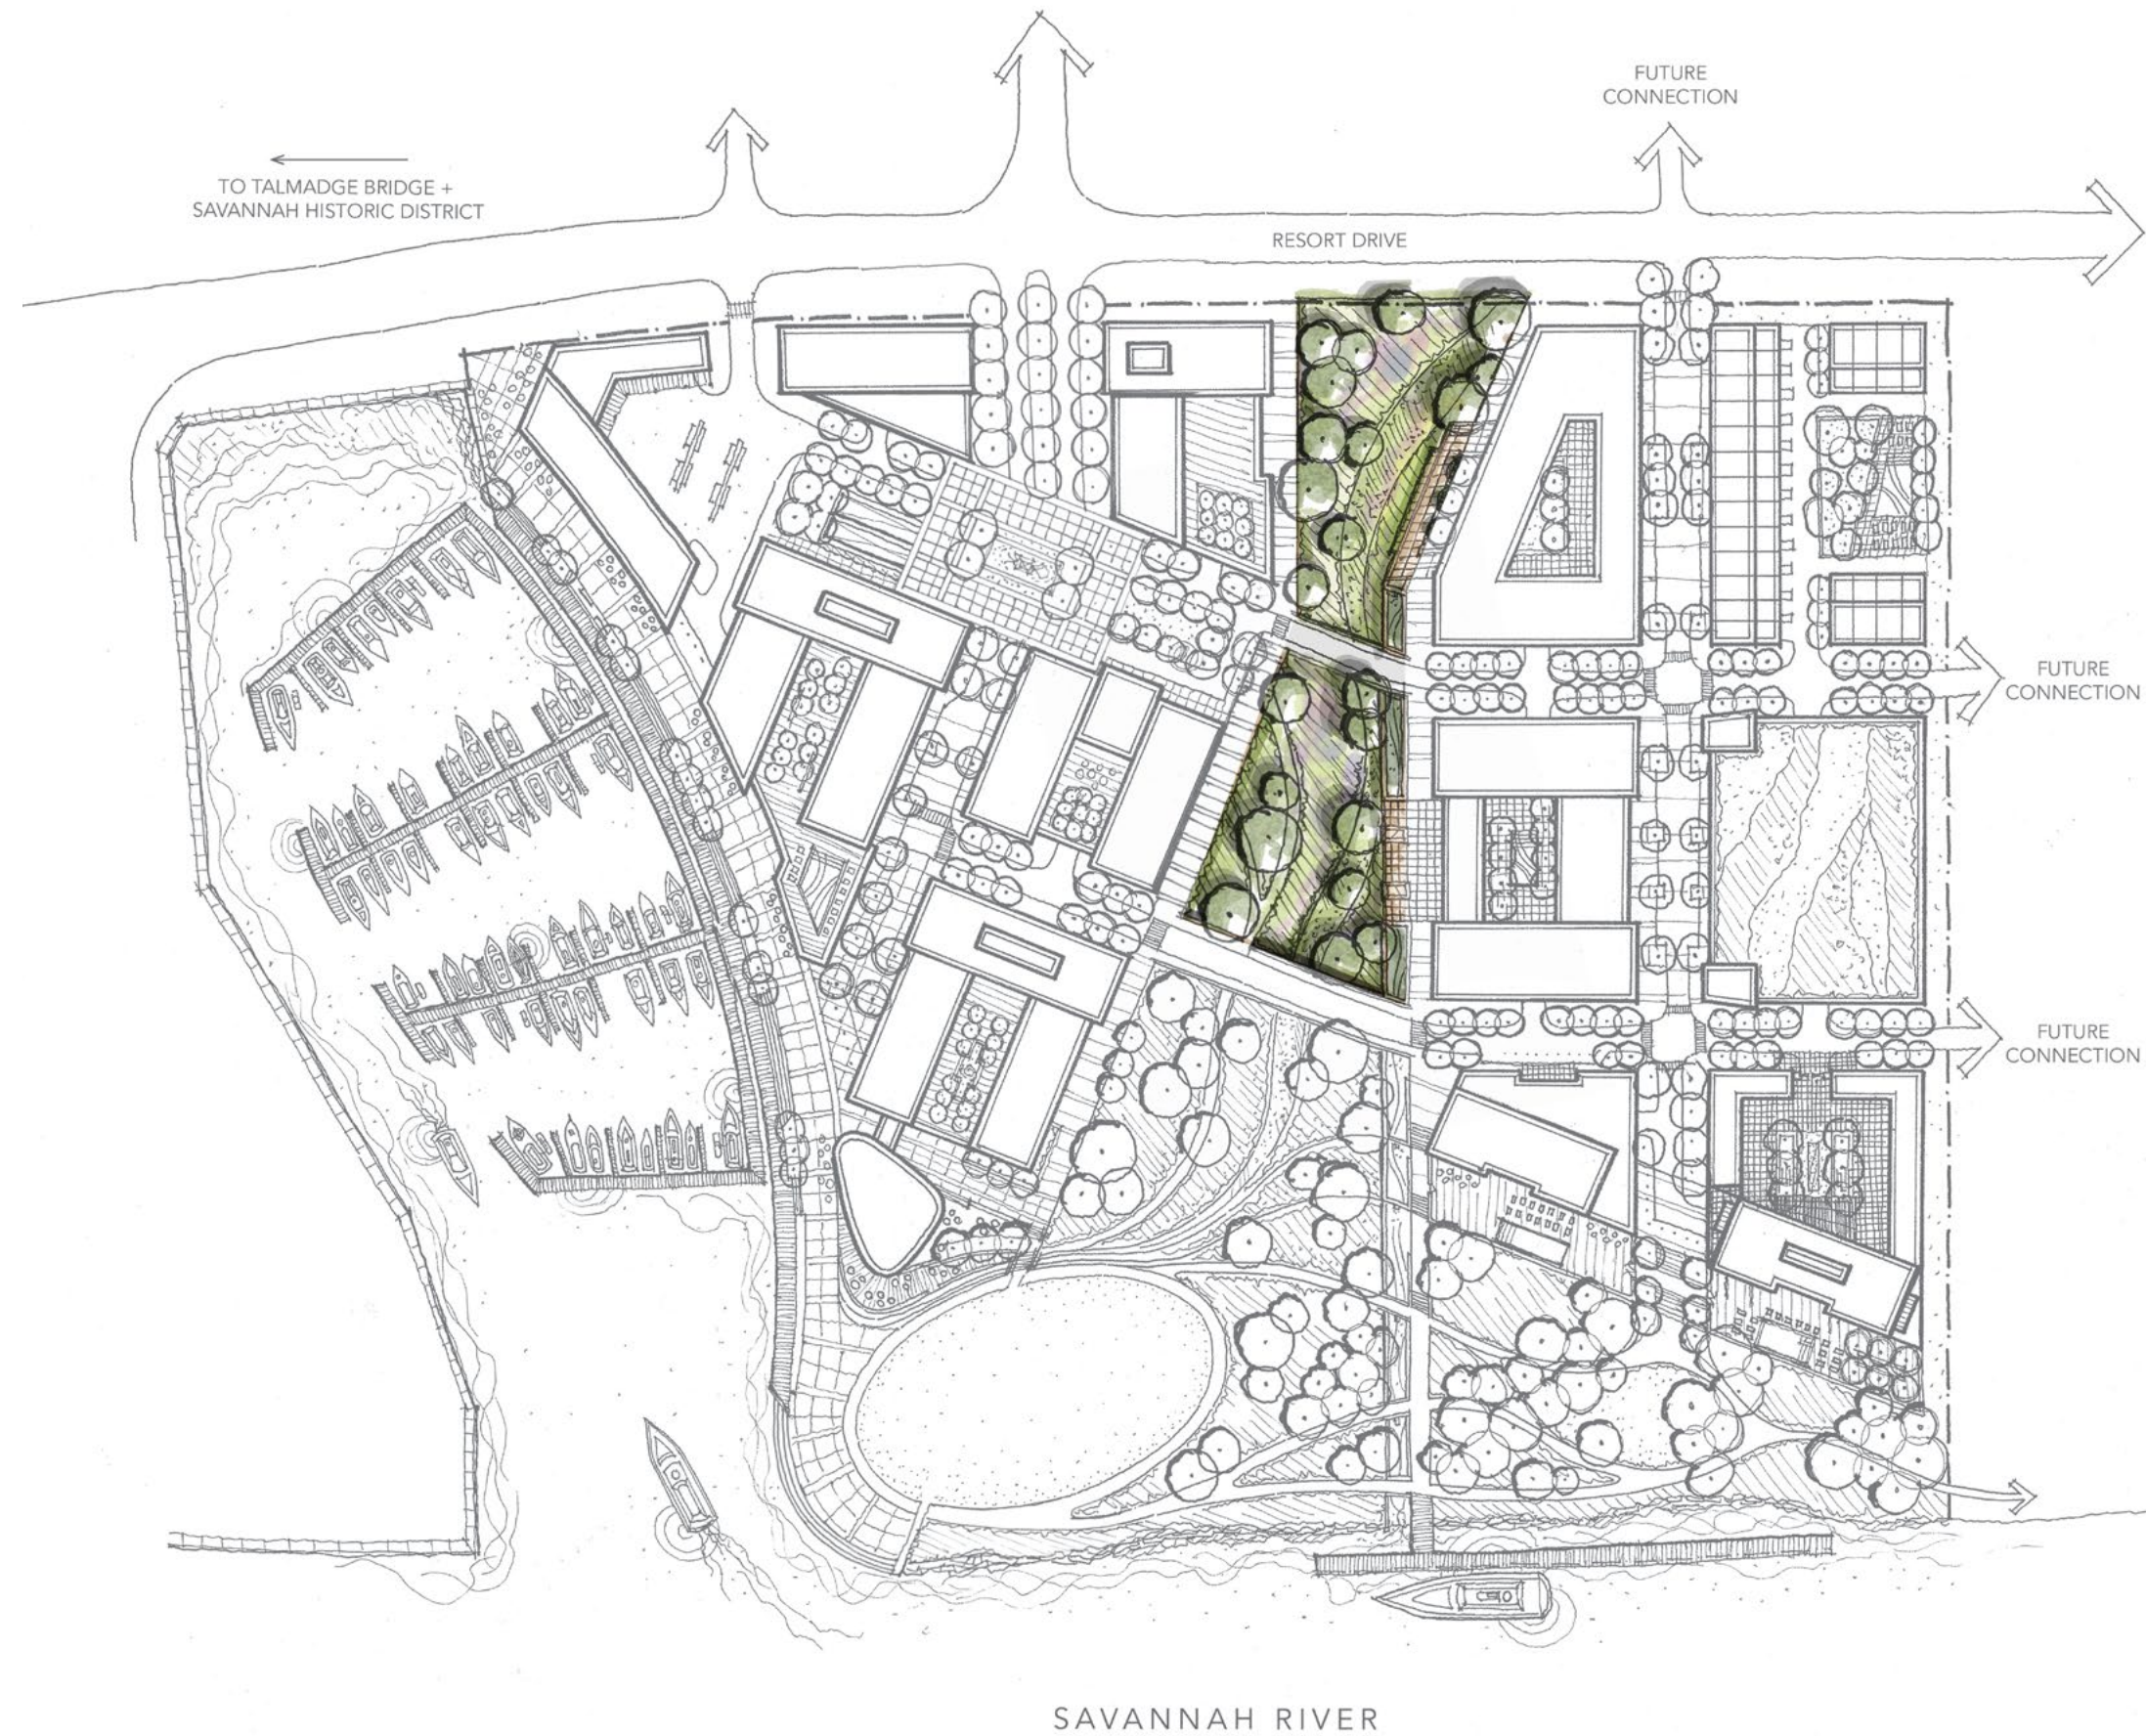 FUTURE
CONNECTION
TO TALMADGE BRIDGE +
SAVANNAH HISTORIC DISTRICT
RESORT DRIVE
FUTURE
CONNECTION
FUTURE
CONNECTION
SAVANNAH RIVER